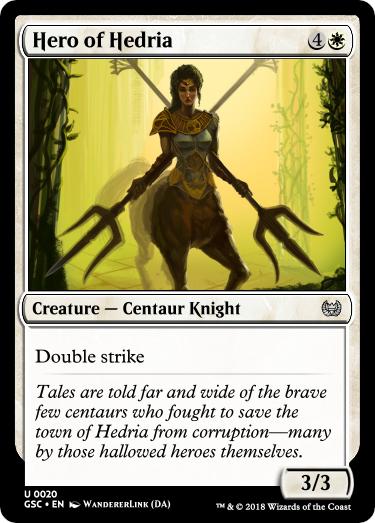 Hero of Hedria 4
Creature — Centaur Knight
Double strike
Tales are told far and wide of the brave
few centaurs who fought to save the
town of Hedria from corruption—many
by those hallowed heroes themselves.
3/3
U 0020
GSC • EN WANDERERLINK (DA)
™ & © 2018 Wizards of the Coast